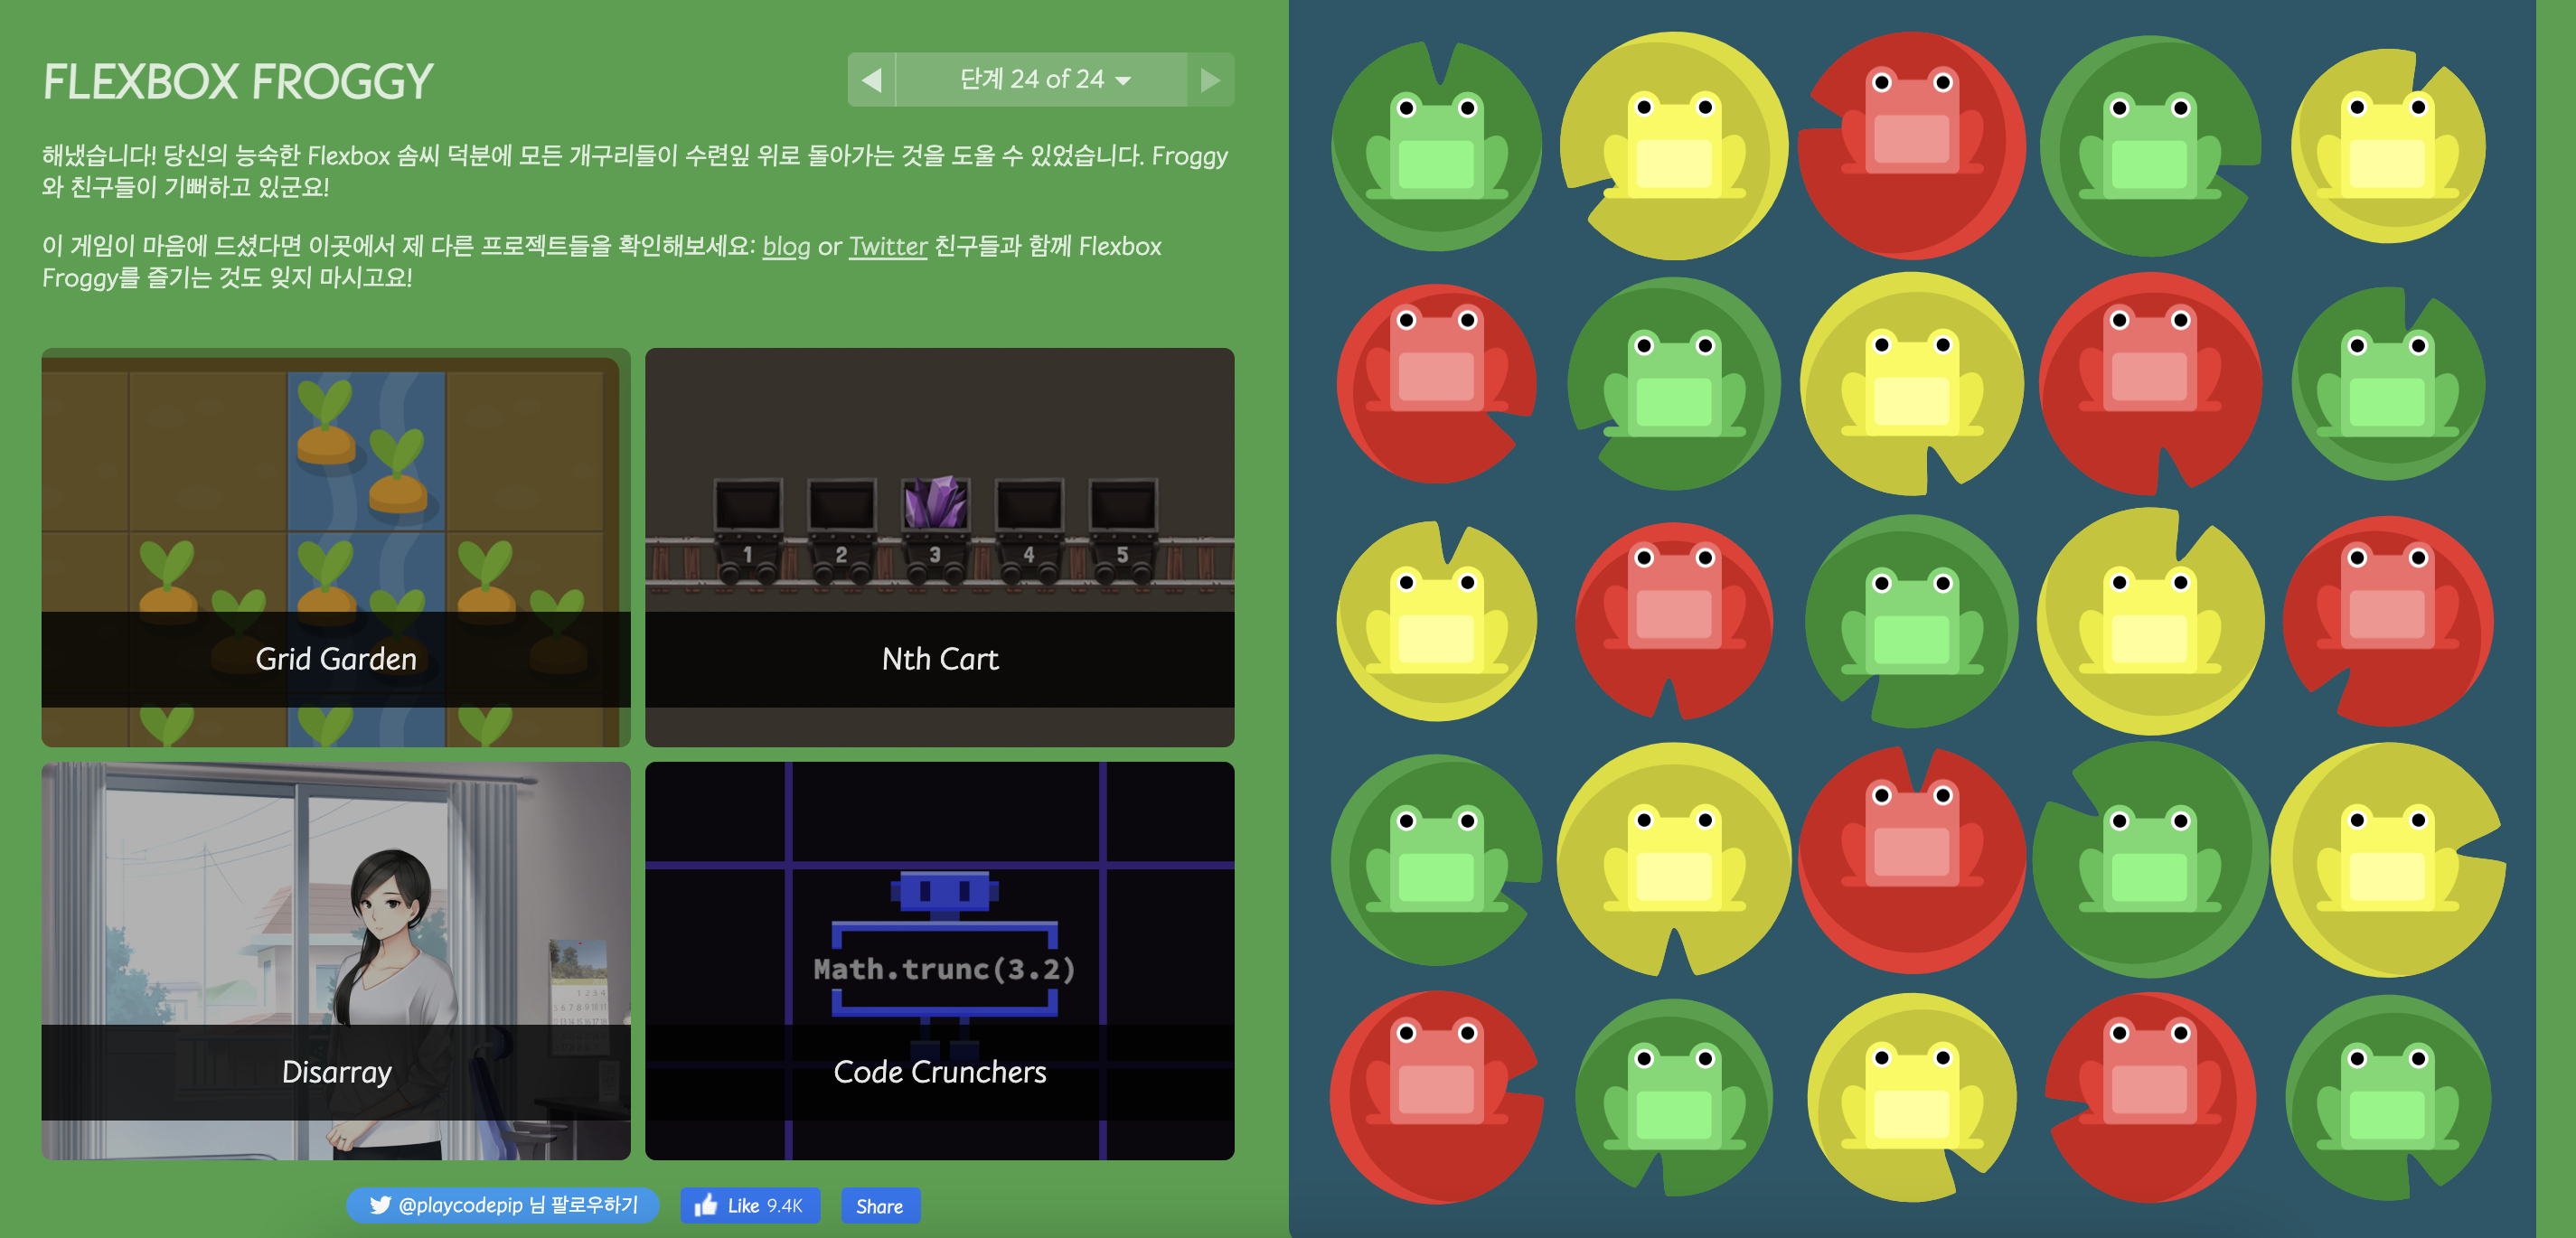 FLEXBOX FROGGY
단계 24 of 24
해냈습니다! 당신의 능숙한 Flexbox 솜씨 덕분에 모든 개구리들이 수련잎 위로 돌아가는 것을 도울 수 있었습니다. Froggy
와 친구들이 기뻐하고 있군요!
이 게임이 마음에 드셨다면 이곳에서 제 다른 프로젝트들을 확인해보세요: blog or Twitter 친구들과 함께 Flexbox
Froggy를 즐기는 것도 잊지 마시고요!
Grid Garden
1 2 3 4 5
Nth Cart
Disarray
Math.trunc(3.2)
Code Crunchers
@playcodepip 님 팔로우하기
Like 9.4K
Share